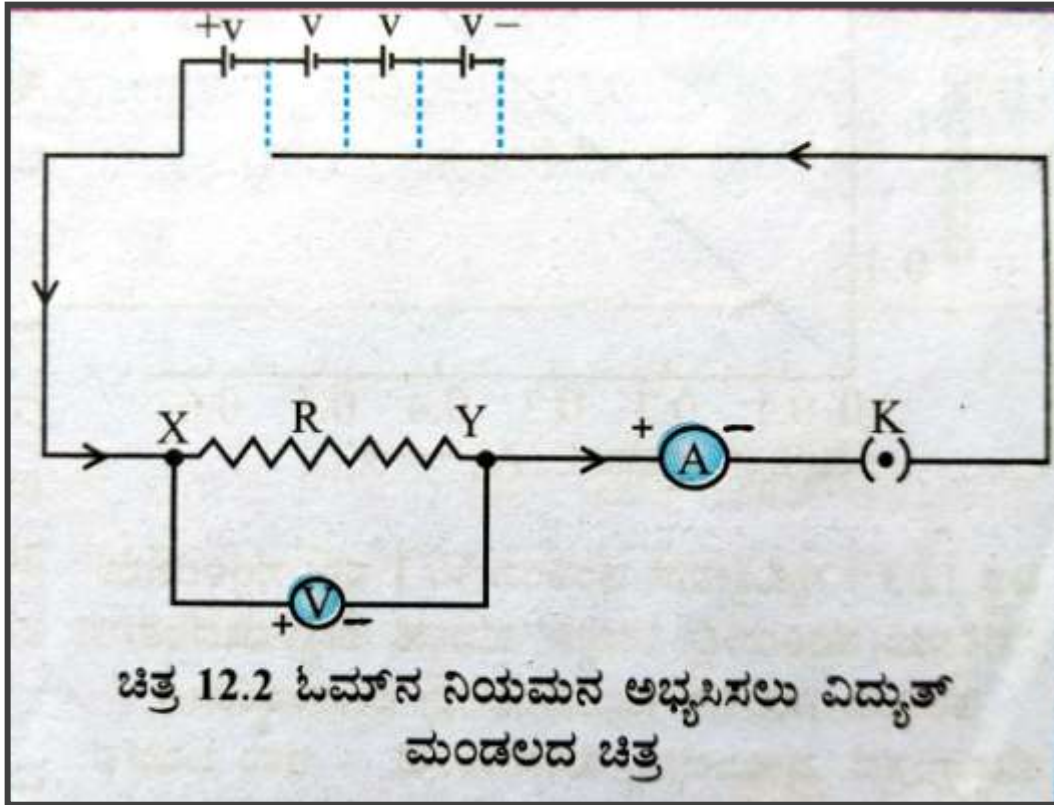 +v v v v −
X R Y + A − K
+ V −
ಚಿತ್ರ 12.2 ಓಮ್‌ನ ನಿಯಮನ ಅಭ್ಯಸಿಸಲು ವಿದ್ಯುತ್
ಮಂಡಲದ ಚಿತ್ರ